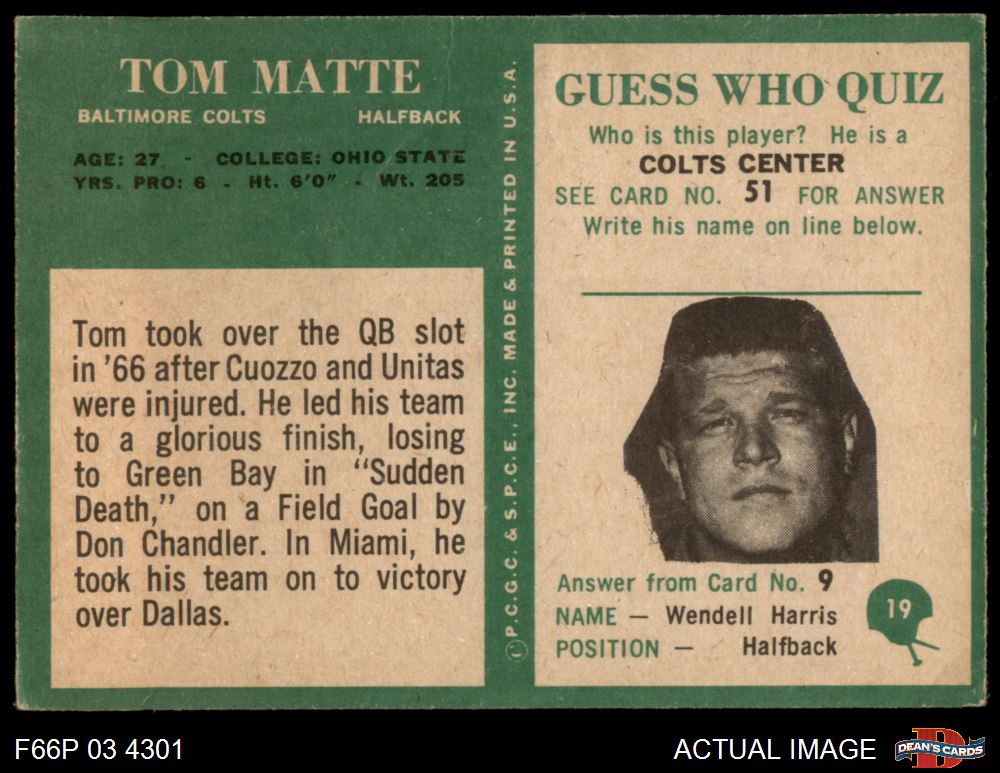 TOM MATTE
BALTIMORE COLTS HALFBACK
AGE: 27 - COLLEGE: OHIO STATE
YRS. PRO: 6 - Ht. 6'0" - Wt. 205
Tom took over the QB slot
in '66 after Cuozzo and Unitas
were injured. He led his team
to a glorious finish, losing
to Green Bay in "Sudden
Death," on a Field Goal by
Don Chandler. In Miami, he
took his team on to victory
over Dallas.
©P.C.G.C. & S.P.C.E., INC. MADE & PRINTED IN U.S.A.
GUESS WHO QUIZ
Who is this player? He is a
COLTS CENTER
SEE CARD NO. 51 FOR ANSWER
Write his name on line below.
Answer from Card No. 9
NAME — Wendell Harris
POSITION — Halfback
19
F66P 03 4301
ACTUAL IMAGE
D
DEAN'S CARDS